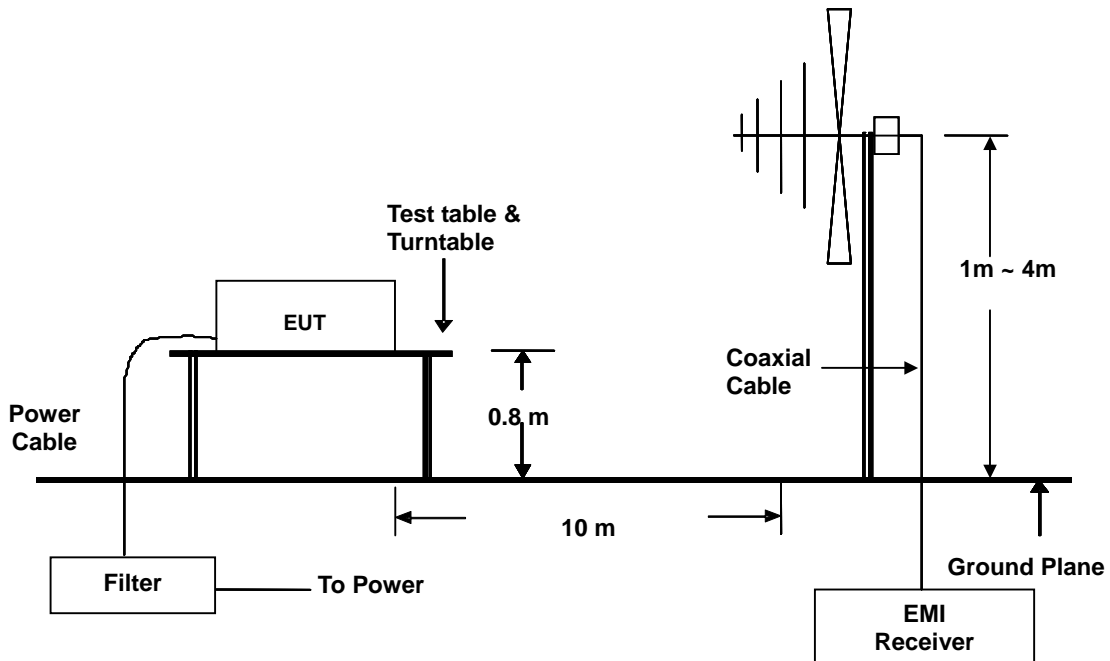 Test table &
Turntable
EUT
1m ~ 4m
Coaxial
Cable
0.8 m
Power
Cable
10 m
Filter
To Power
Ground Plane
EMI
Receiver